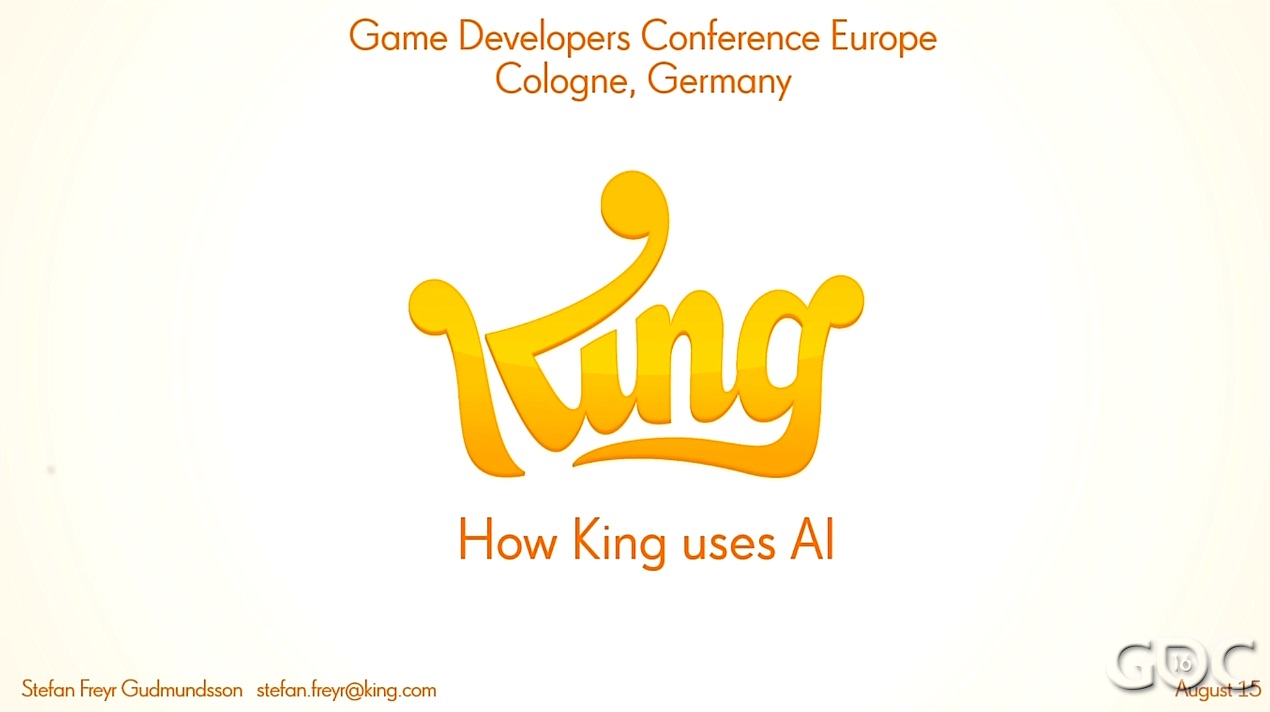 Game Developers Conference Europe
Cologne, Germany
King
How King uses AI
Stefan Freyr Gudmundsson stefan.freyr@king.com
GDC
16
August 15